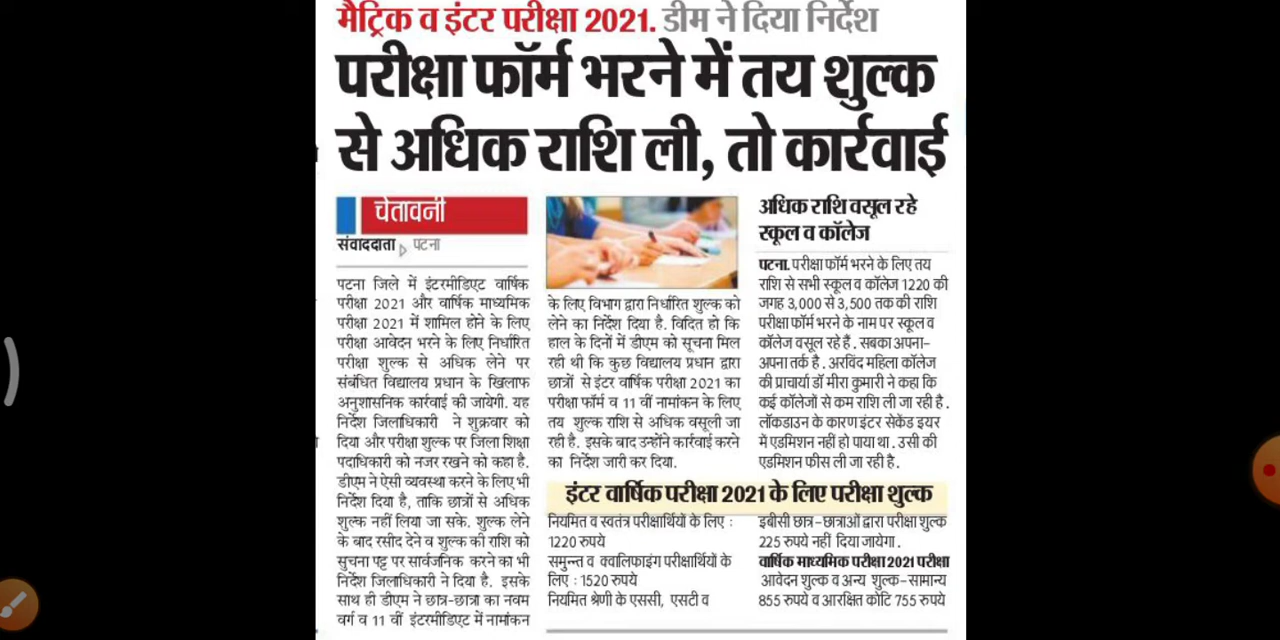 मैट्रिक व इंटर परीक्षा 2021. डीम ने दिया निर्देश
परीक्षा फॉर्म भरने में तय शुल्क
से अधिक राशि ली, तो कार्रवाई
चेतावनी
संवाददाता पटना
पटना जिले में इंटरमीडिएट वार्षिक
परीक्षा 2021 और वार्षिक माध्यमिक
परीक्षा 2021 में शामिल होने के लिए
परीक्षा आवेदन भरने के लिए निर्धारित
परीक्षा शुल्क से अधिक लेने पर
संबंधित विद्यालय प्रधान के खिलाफ
अनुशासनिक कार्रवाई की जायेगी. यह
निर्देश जिलाधिकारी ने शुक्रवार को
दिया और परीक्षा शुल्क पर जिला शिक्षा
पदाधिकारी को नजर रखने को कहा है.
डीएम ने ऐसी व्यवस्था करने के लिए भी
निर्देश दिया है, ताकि छात्रों से अधिक
शुल्क नहीं लिया जा सके. शुल्क लेने
के बाद रसीद देने व शुल्क की राशि को
सूचना पट्ट पर सार्वजनिक करने का भी
निर्देश जिलाधिकारी ने दिया है. इसके
साथ ही डीएम ने छात्र-छात्रा का नवम
वर्ग व 11 वीं इंटरमीडिएट में नामांकन
के लिए विभाग द्वारा निर्धारित शुल्क को
लेने का निर्देश दिया है. विदित हो कि
हाल के दिनों में डीएम को सूचना मिल
रही थी कि कुछ विद्यालय प्रधान द्वारा
छात्रों से इंटर वार्षिक परीक्षा 2021 का
परीक्षा फॉर्म व 11 वीं नामांकन के लिए
तय शुल्क राशि से अधिक वसूली जा
रही है. इसके बाद उन्होंने कार्रवाई करने
का निर्देश जारी कर दिया.
अधिक राशि वसूल रहे
स्कूल व कॉलेज
पटना. परीक्षा फॉर्म भरने के लिए तय
राशि से सभी स्कूल व कॉलेज 1220 की
जगह 3,000 से 3,500 तक की राशि
परीक्षा फॉर्म भरने के नाम पर स्कूल व
कॉलेज वसूल रहे हैं. सबका अपना-
अपना तर्क है. अरविंद महिला कॉलेज
की प्राचार्या डॉ मीरा कुमारी ने कहा कि
कई कॉलेजों से कम राशि ली जा रही है.
लॉकडाउन के कारण इंटर सेकेंड इयर
में एडमिशन नहीं हो पाया था. उसी की
एडमिशन फीस ली जा रही है.
इंटर वार्षिक परीक्षा 2021 के लिए परीक्षा शुल्क
नियमित व स्वतंत्र परीक्षार्थियों के लिए :
1220 रुपये
समुन्नत व क्वालिफाइंग परीक्षार्थियों के
लिए : 1520 रुपये
नियमित श्रेणी के एससी, एसटी व
इबीसी छात्र-छात्राओं द्वारा परीक्षा शुल्क
225 रुपये नहीं दिया जायेगा.
वार्षिक माध्यमिक परीक्षा 2021 परीक्षा
आवेदन शुल्क व अन्य शुल्क-सामान्य
855 रुपये व आरक्षित कोटि 755 रुपये